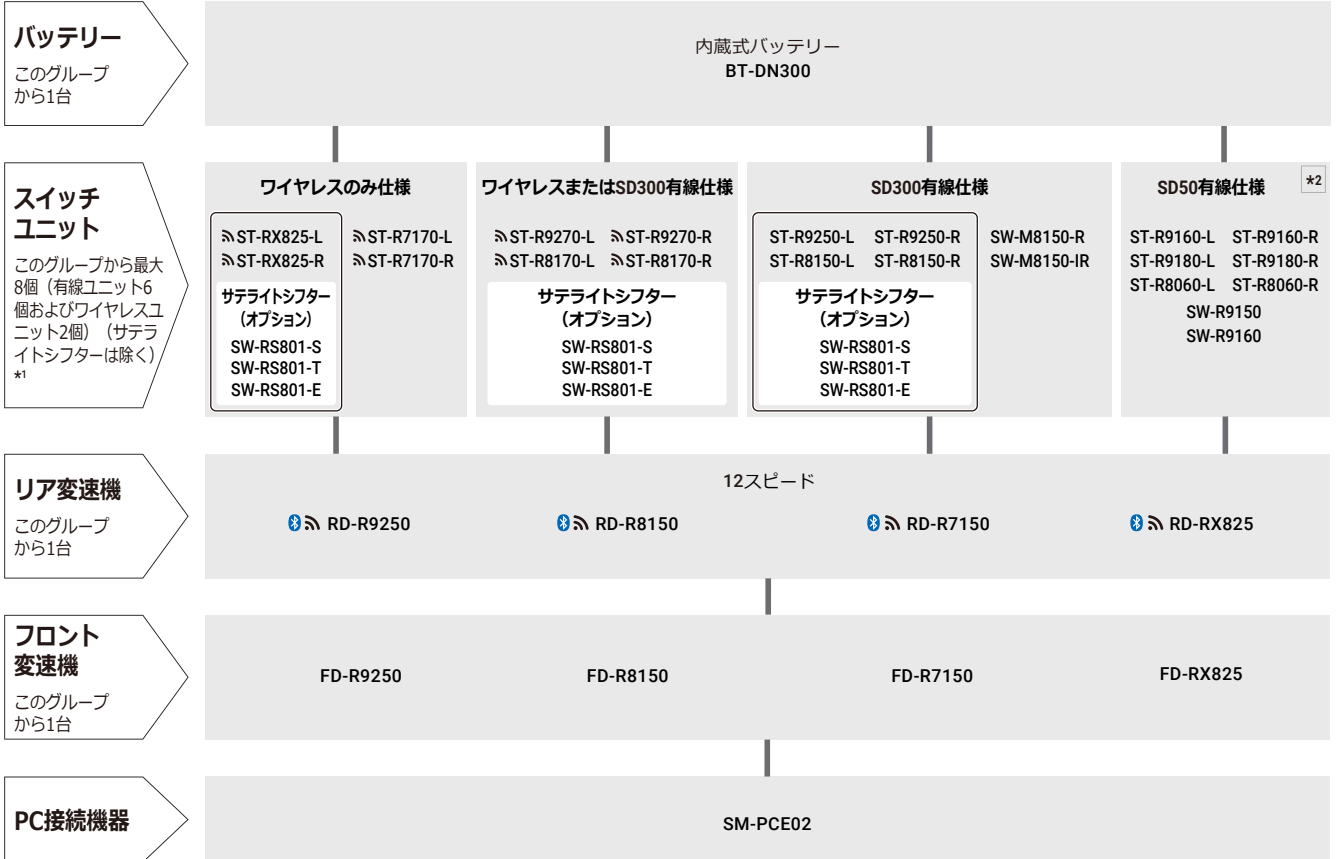 バッテリー
このグループ
から1台
内蔵式バッテリー
BT-DN300
スイッチ
ユニット
このグループから最大
8個（有線ユニット6
個およびワイヤレスユ
ニット2個）（サテラ
イトシフターは除く）
*1
ワイヤレスのみ仕様
ST-RX825-L ST-R7170-L
ST-RX825-R ST-R7170-R
サテライトシフター
（オプション）
SW-RS801-S
SW-RS801-T
SW-RS801-E
ワイヤレスまたはSD300有線仕様
ST-R9270-L ST-R9270-R
ST-R8170-L ST-R8170-R
サテライトシフター
（オプション）
SW-RS801-S
SW-RS801-T
SW-RS801-E
SD300有線仕様
ST-R9250-L ST-R9250-R SW-M8150-R
ST-R8150-L ST-R8150-R SW-M8150-IR
サテライトシフター
（オプション）
SW-RS801-S
SW-RS801-T
SW-RS801-E
SD50有線仕様 *2
ST-R9160-L ST-R9160-R
ST-R9180-L ST-R9180-R
ST-R8060-L ST-R8060-R
SW-R9150
SW-R9160
リア変速機
このグループ
から1台
12スピード
RD-R9250 RD-R8150 RD-R7150 RD-RX825
フロント
変速機
このグループ
から1台
FD-R9250 FD-R8150 FD-R7150 FD-RX825
PC接続機器
SM-PCE02